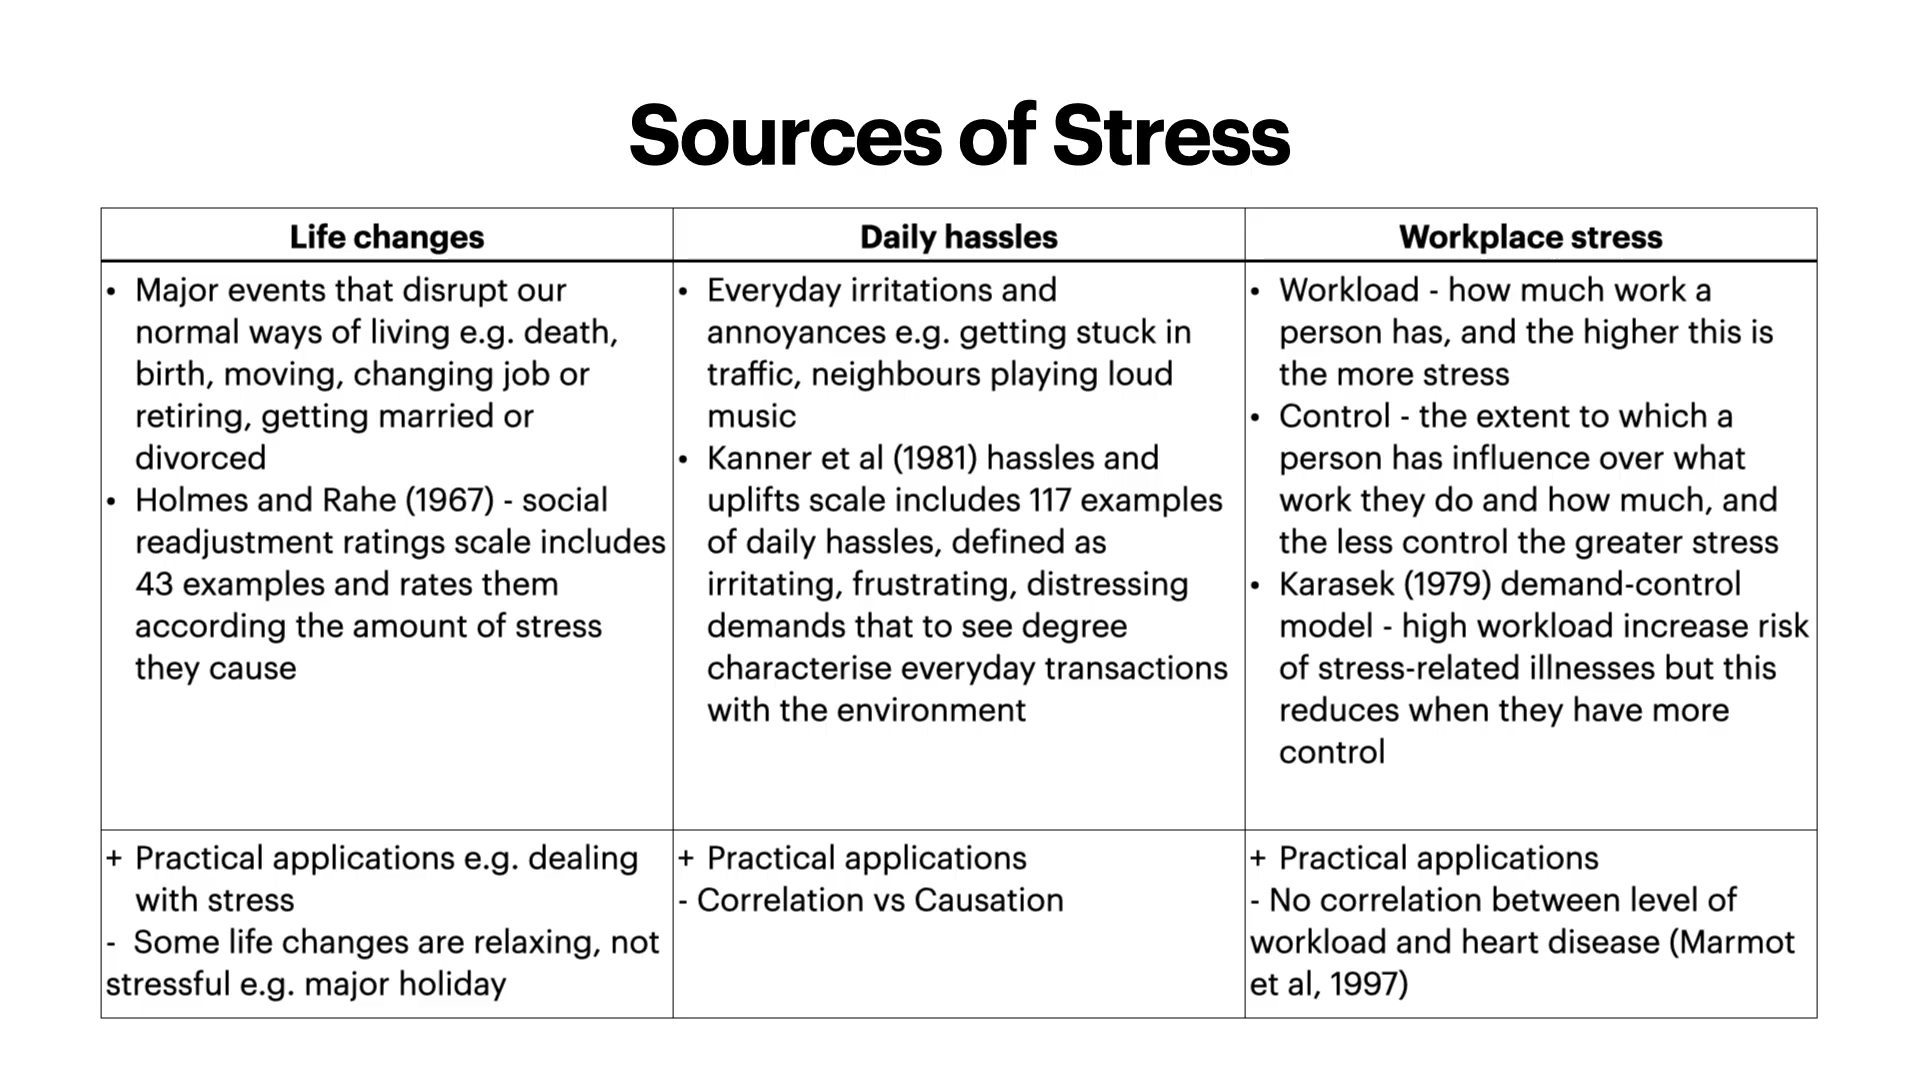 Sources of Stress
Life changes
• Major events that disrupt our
normal ways of living e.g. death,
birth, moving, changing job or
retiring, getting married or
divorced
• Holmes and Rahe (1967) - social
readjustment ratings scale includes
43 examples and rates them
according the amount of stress
they cause
+ Practical applications e.g. dealing
with stress
- Some life changes are relaxing, not
stressful e.g. major holiday
Daily hassles
• Everyday irritations and
annoyances e.g. getting stuck in
traffic, neighbours playing loud
music
• Kanner et al (1981) hassles and
uplifts scale includes 117 examples
of daily hassles, defined as
irritating, frustrating, distressing
demands that to see degree
characterise everyday transactions
with the environment
+ Practical applications
- Correlation vs Causation
Workplace stress
• Workload - how much work a
person has, and the higher this is
the more stress
• Control - the extent to which a
person has influence over what
work they do and how much, and
the less control the greater stress
• Karasek (1979) demand-control
model - high workload increase risk
of stress-related illnesses but this
reduces when they have more
control
+ Practical applications
- No correlation between level of
workload and heart disease (Marmot
et al, 1997)